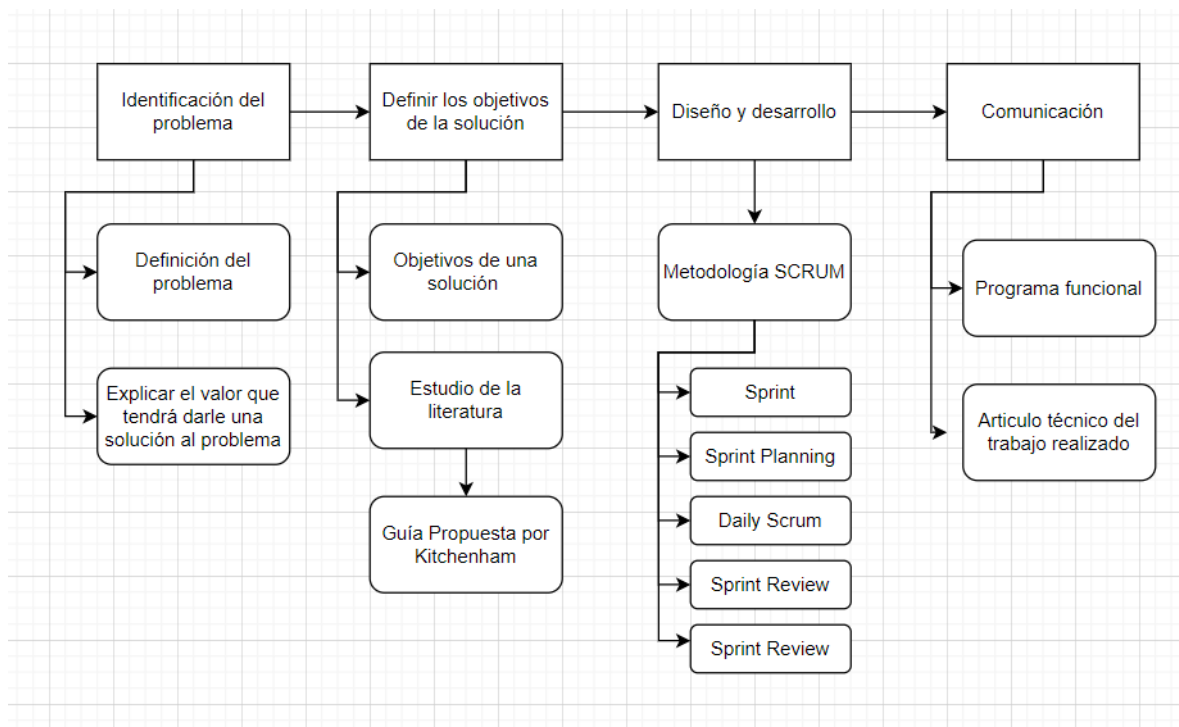 Identificación del
problema
Definir los objetivos
de la solución
Diseño y desarrollo
Comunicación
Definición del
problema
Explicar el valor que
tendrá darle una
solución al problema
Objetivos de una
solución
Estudio de la
literatura
Guía Propuesta por
Kitchenham
Metodología SCRUM
Sprint
Sprint Planning
Daily Scrum
Sprint Review
Sprint Review
Programa funcional
Articulo técnico del
trabajo realizado